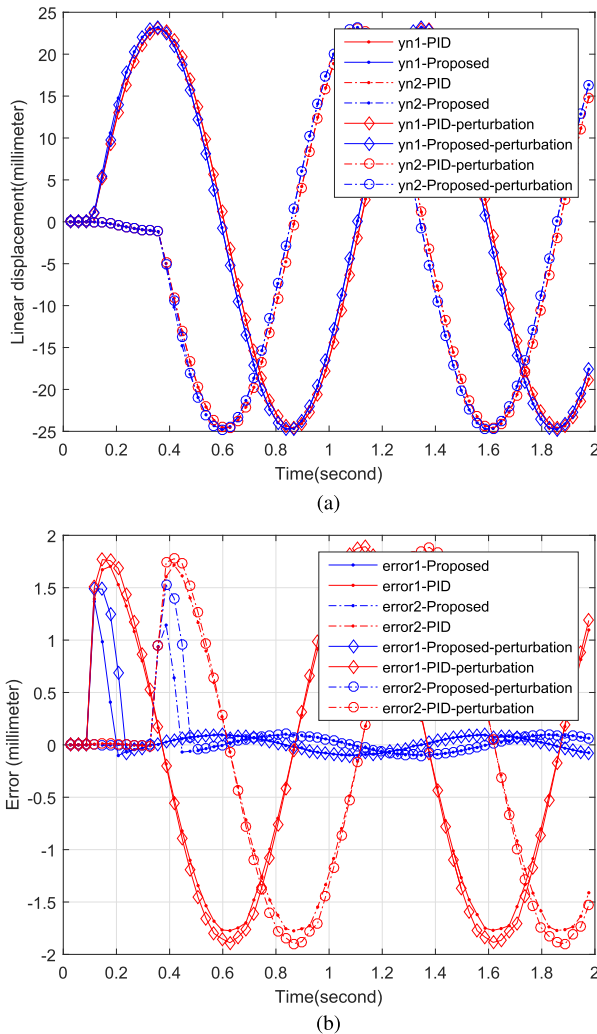 25
20
15
10
5
0
-5
-10
-15
-20
-25
Linear displacement(millimeter)
yn1-PID
yn1-Proposed
yn2-PID
yn2-Proposed
yn1-PID-perturbation
yn1-Proposed-perturbation
yn2-PID-perturbation
yn2-Proposed-perturbation
0 0.2 0.4 0.6 0.8 1 1.2 1.4 1.6 1.8 2
Time(second)
(a)
2
1.5
1
0.5
0
-0.5
-1
-1.5
-2
Error (millimeter)
error1-Proposed
error1-PID
error2-Proposed
error2-PID
error1-Proposed-perturbation
error1-PID-perturbation
error2-Proposed-perturbation
error2-PID-perturbation
0 0.2 0.4 0.6 0.8 1 1.2 1.4 1.6 1.8 2
Time(second)
(b)